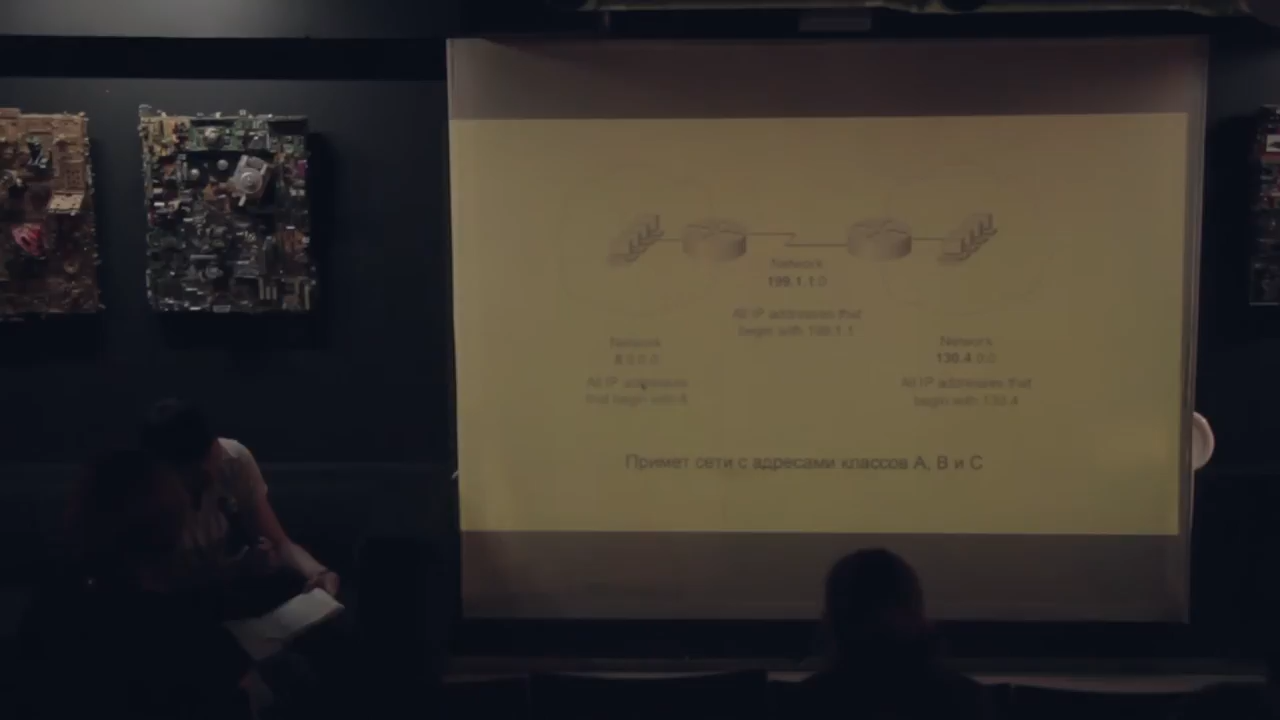 Network
199.1.1.0
All IP addresses that
begin with 199.1.1
Network
8.0.0.0
All IP addresses
that begin with 8
Network
130.4.0.0
All IP addresses that
begin with 130.4
Пример сети с адресами классов А, В и С